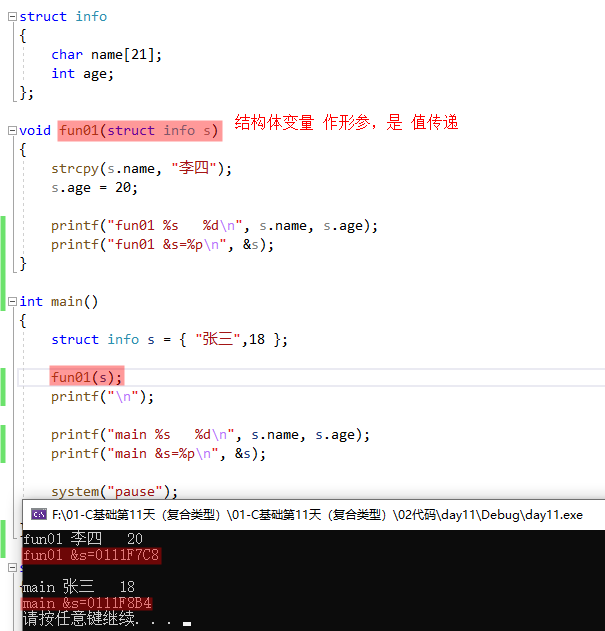 struct info
{
char name[21];
int age;
};
void fun01(struct info s)
结构体变量 作形参，是 值传递
{
strcpy(s.name, "李四");
s.age = 20;
printf("fun01 %s   %d\n", s.name, s.age);
printf("fun01 &s=%p\n", &s);
}
int main()
{
struct info s = { "张三",18 };
fun01(s);
printf("\n");
printf("main %s   %d\n", s.name, s.age);
printf("main &s=%p\n", &s);
system("pause");
F:\01-C基础第11天（复合类型）\01-C基础第11天（复合类型）\02代码\day11\Debug\day11.exe
fun01 李四   20
fun01 &s=0111F7C8
main 张三   18
main &s=0111F8B4
请按任意键继续. . .